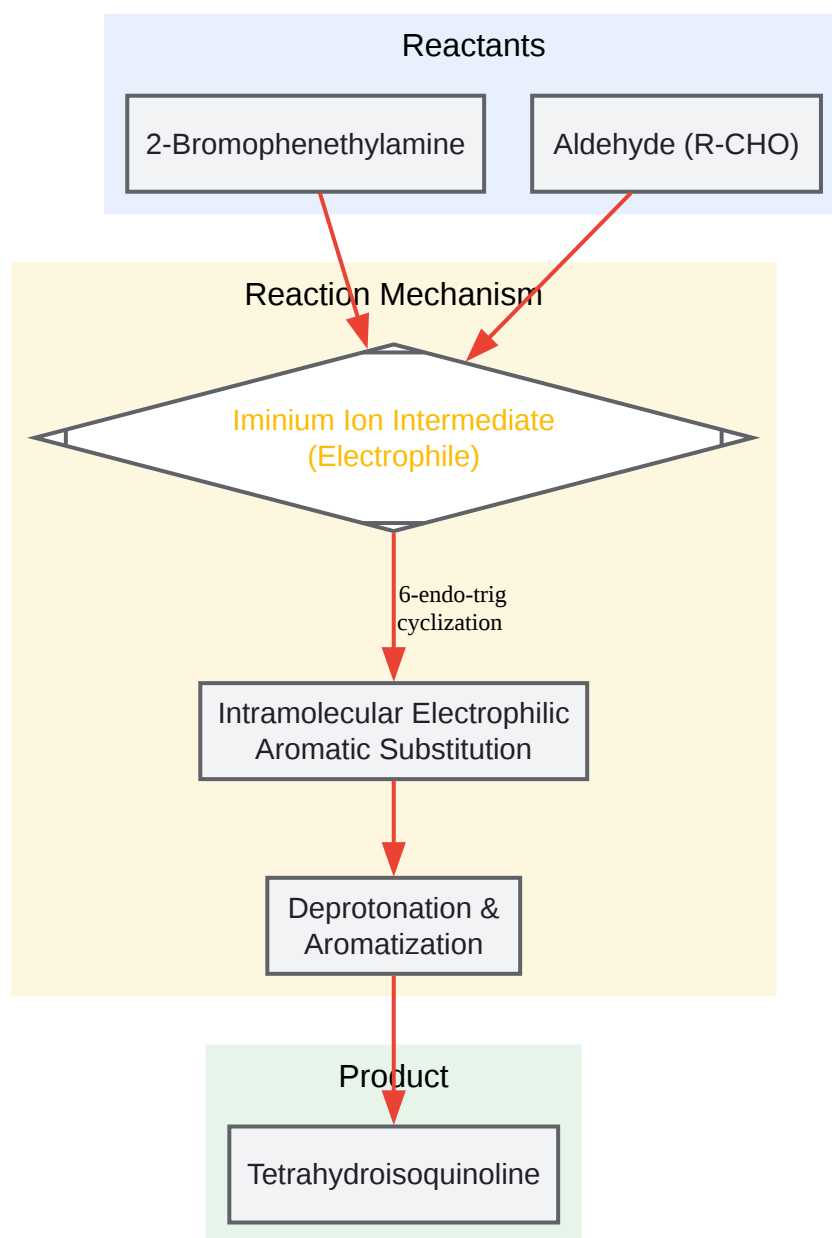 Reactants
2-Bromophenethylamine
Aldehyde (R-CHO)
Reaction Mechanism
Iminium Ion Intermediate
(Electrophile)
6-endo-trig
cyclization
Intramolecular Electrophilic
Aromatic Substitution
Deprotonation &
Aromatization
Product
Tetrahydroisoquinoline